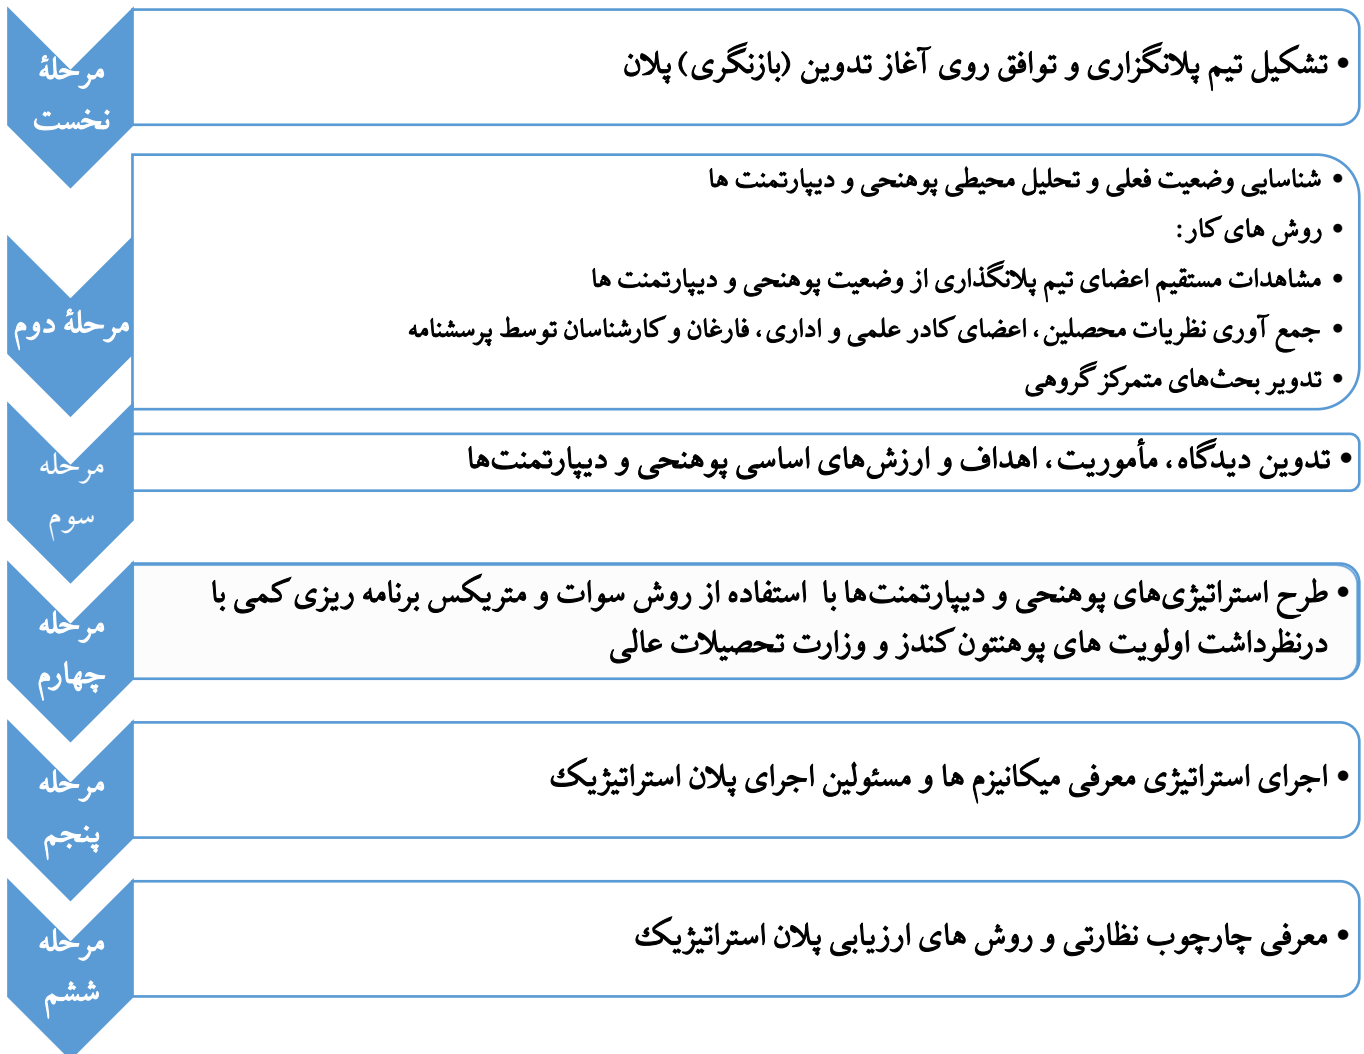 مرحلۀ
نخست
• تشکیل تیم پلانگزاری و توافق روی آغاز تدوین (بازنگری) پلان
مرحلۀ دوم
• شناسایی وضعیت فعلی و تحلیل محیطی پوهنحی و دیپارتمنت ها
• روش های کار:
• مشاهدات مستقیم اعضای تیم پلانگذاری از وضعیت پوهنحی و دیپارتمنت ها
• جمع آوری نظریات محصلین، اعضای کادر علمی و اداری، فارغان و کارشناسان توسط پرسشنامه
• تدویر بحث‌های متمرکز گروهی
مرحله
سوم
• تدوین دیدگاه، مأموریت، اهداف و ارزش‌های اساسی پوهنحی و دیپارتمنت‌ها
مرحله
چهارم
• طرح استراتیژی‌های پوهنحی و دیپارتمنت‌ها با استفاده از روش سوات و متریکس برنامه ریزی کمی با
درنظرداشت اولویت های پوهنتون کندز و وزارت تحصیلات عالی
مرحله
پنجم
• اجرای استراتیژی معرفی میکانیزم ها و مسئولین اجرای پلان استراتیژیک
مرحله
ششم
• معرفی چارچوب نظارتی و روش های ارزیابی پلان استراتیژیک